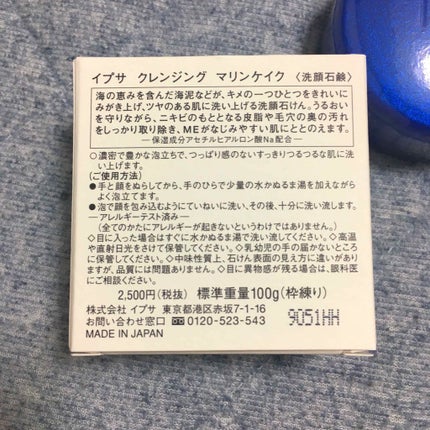 イプサ クレンジング マリンケイク〈洗顔石鹸〉
海の恵みを含んだ海泥などが、キメの一つひとつをきれいに
みがき上げ、ツヤのある肌に洗い上げる洗顔石けん。うるおい
を守りながら、ニキビのもととなる皮脂や毛穴の奥の汚れ
をしっかり取り除き、MEがなじみやすい肌にととのえます。
―保湿成分アセチルヒアルロン酸Na配合―
○濃密で豊かな泡立ちで、つっぱり感のないすっきりつるつるな肌に洗
い上げます。
〈ご使用方法〉
●手と顔をぬらしてから、手のひらで少量の水かぬるま湯を加えながら
よく泡立てます。
●泡で顔を包み込むようにていねいに洗い、その後、十分に洗い流します。
―アレルギーテスト済み―
(全てのかたにアレルギーが起きないというわけではありません。)
◇目に入った場合はすぐに水かぬるま湯で洗い流してください。◇高温
や直射日光をさけて保管してください。◇乳幼児の手の届かないところ
に保管してください。◇中味特性上、石けん表面の見え方に違いがあり
ますが、品質には問題ありません。◇目に異物感が残る場合は、眼科医
にご相談ください。
2,500円(税抜) 標準重量100g(枠練り)
株式会社 イプサ 東京都港区赤坂7-1-16
お問い合わせ窓口 0120-523-543
MADE IN JAPAN
9051HH